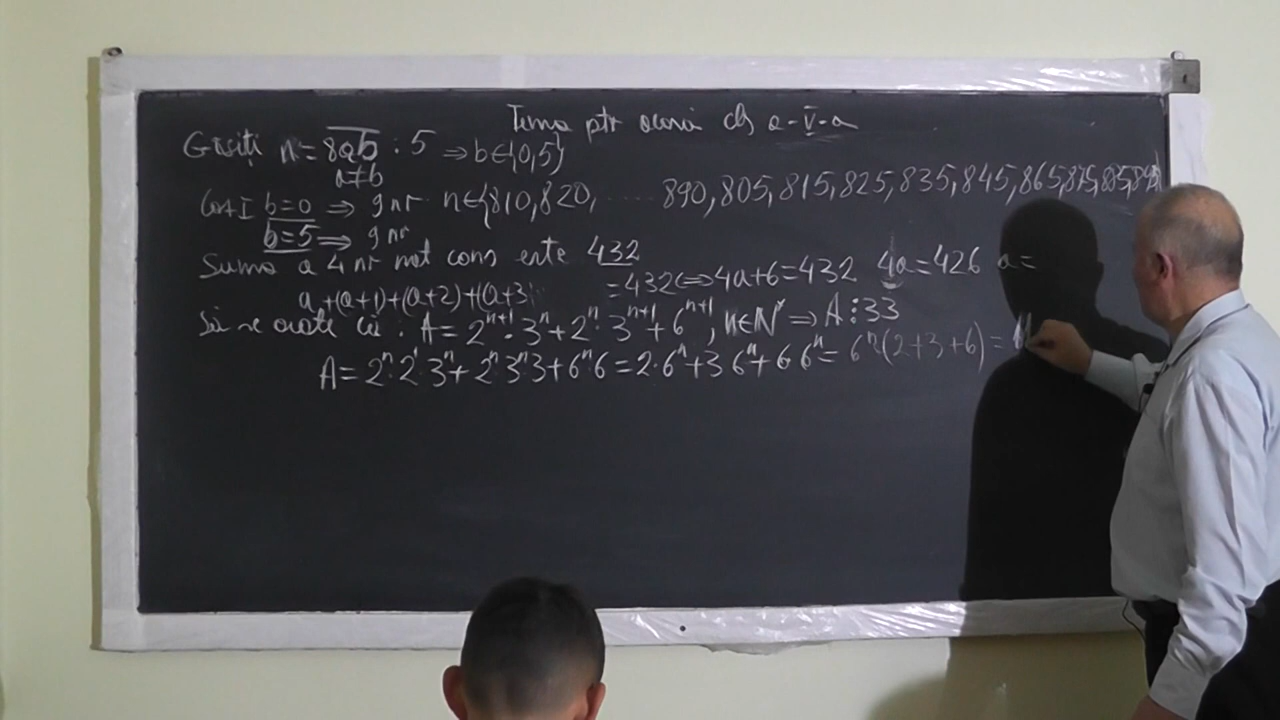 Tema ptr acasă cls a-V-a
Găsiți n = 8ab ⋮ 5 ⇒ b∈{0,5}
a≠b
Caz I b=0 ⇒ 9 nr n∈{810,820, ..... 890,805,815,825,835,845,865,875,885,895}
b=5 ⇒ 9 nr
Suma a 4 nr nat cons este 432
a+(a+1)+(a+2)+(a+3) = 432 ⇔ 4a+6=432 4a=426 a=
Să se arate că : A = 2ⁿ⁺¹·3ⁿ+2ⁿ·3ⁿ⁺¹+6ⁿ⁺¹, n∈N* ⇒ A⋮33
A = 2ⁿ·2¹·3ⁿ+2ⁿ·3ⁿ·3+6ⁿ·6=2·6ⁿ+3·6ⁿ+6·6ⁿ= 6ⁿ(2+3+6)=